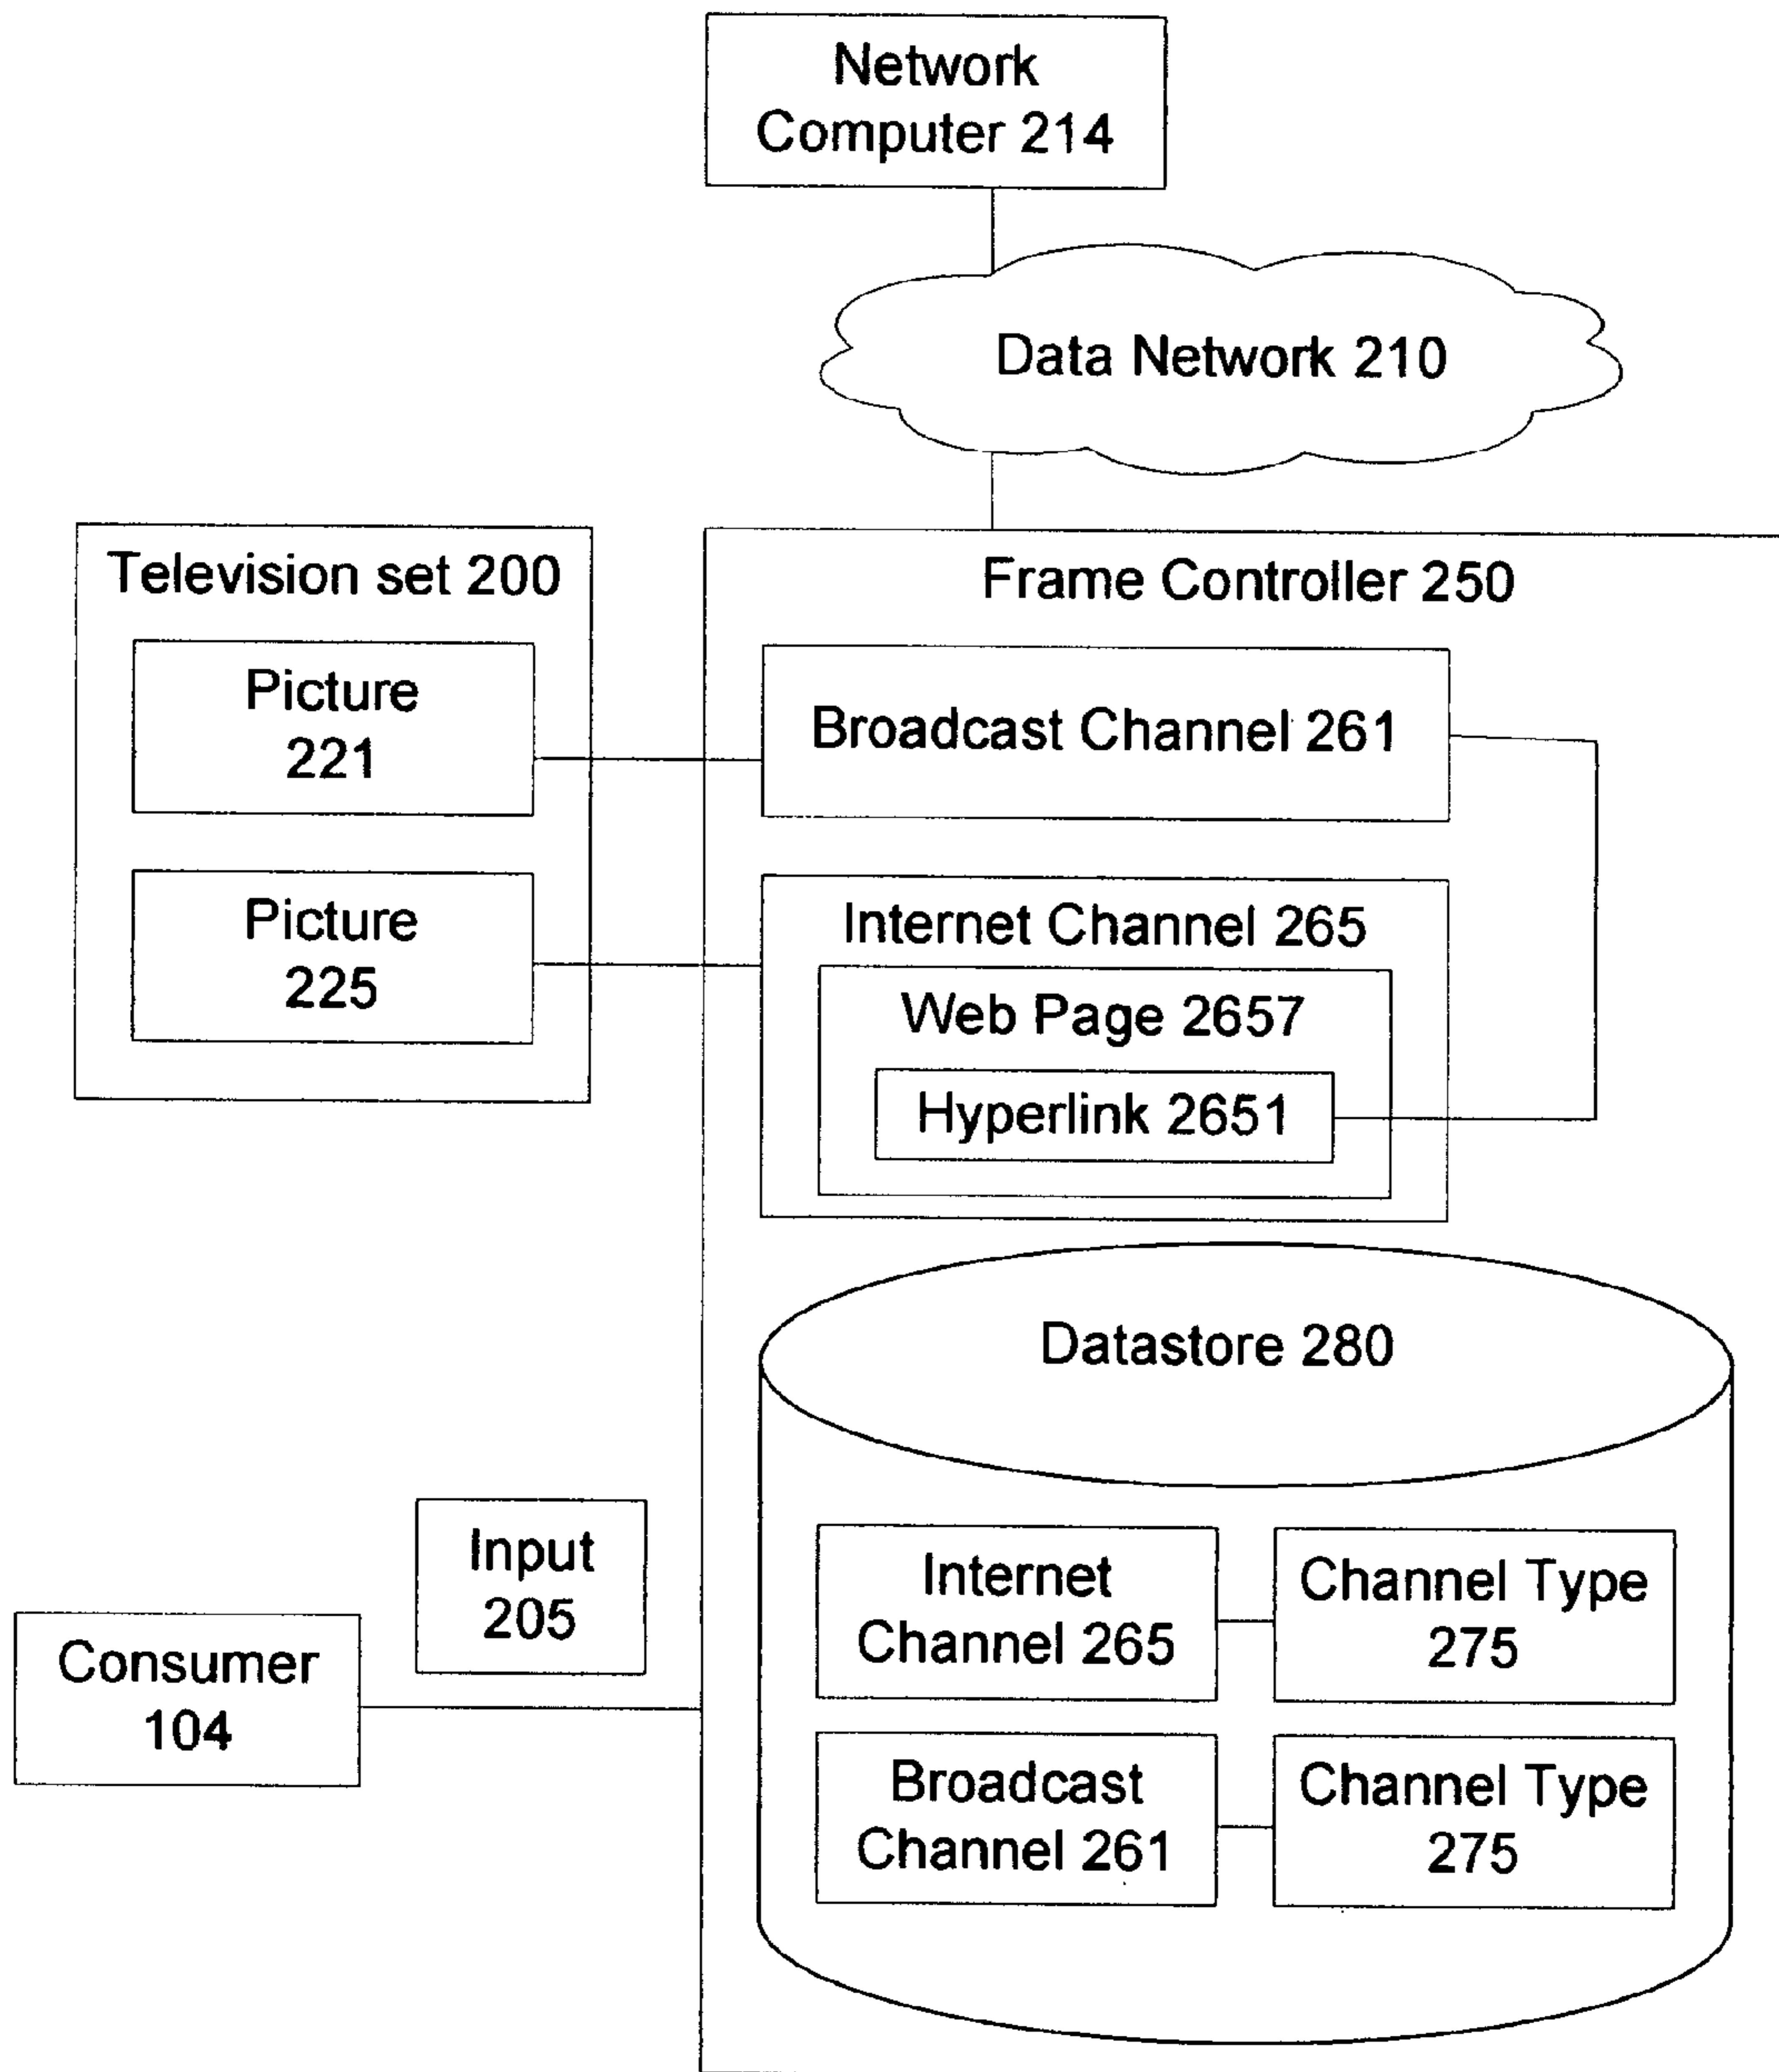 Network
Computer 214
Data Network 210
Television set 200
Picture
221
Picture
225
Frame Controller 250
Broadcast Channel 261
Internet Channel 265
Web Page 2657
Hyperlink 2651
Datastore 280
Internet
Channel 265
Channel Type
275
Broadcast
Channel 261
Channel Type
275
Input
205
Consumer
104